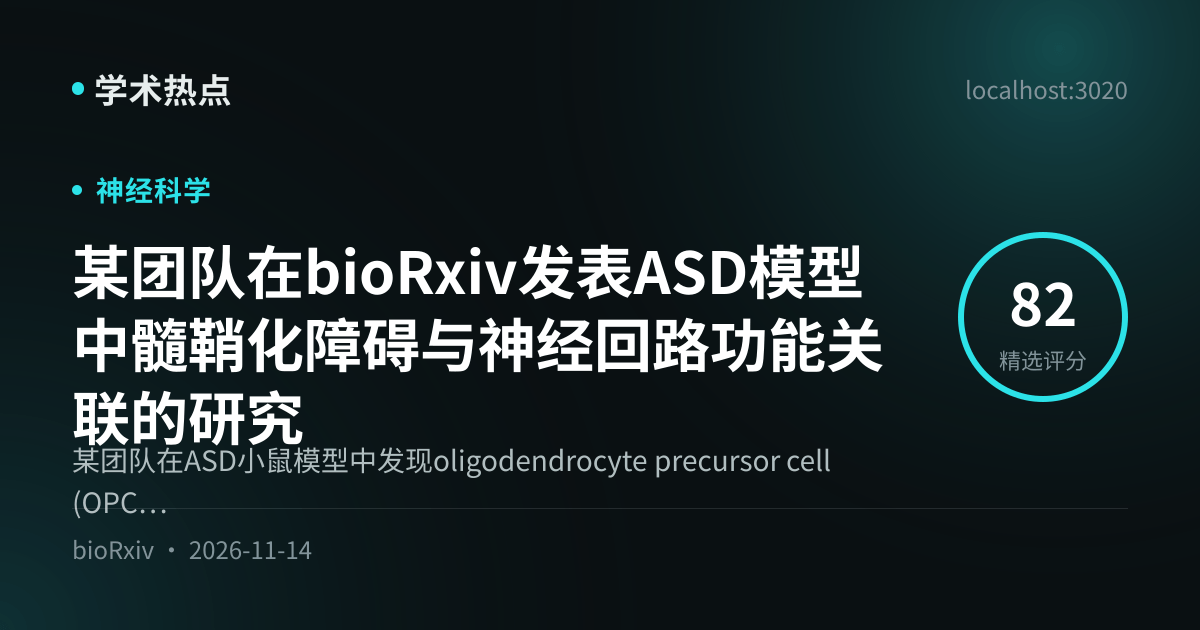 学术热点
localhost:3020
神经科学
某团队在bioRxiv发表ASD模型
中髓鞘化障碍与神经回路功能关
联的研究
82
精选评分
某团队在ASD小鼠模型中发现oligodendrocyte precursor cell
(OPC…
bioRxiv · 2026-11-14